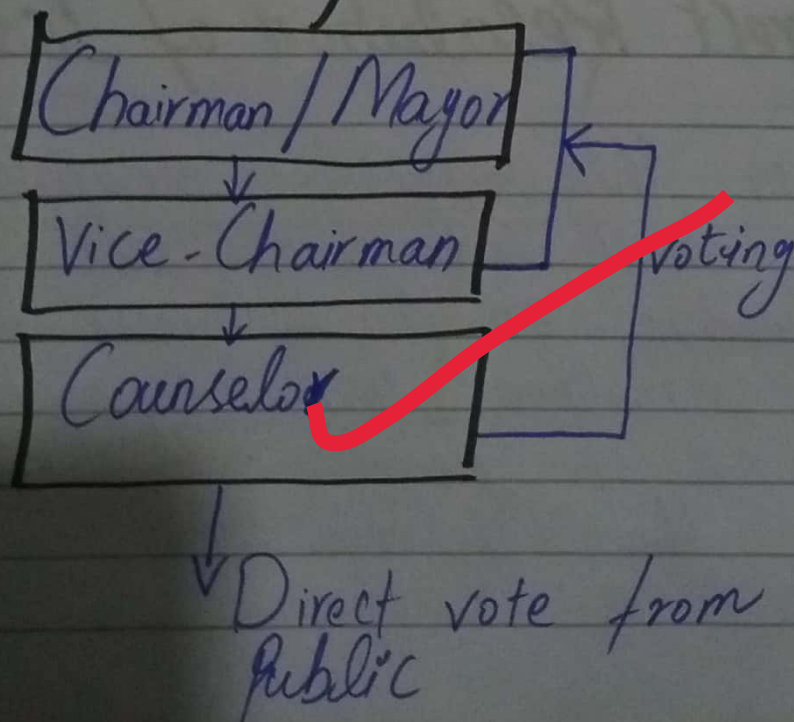 Chairman / Mayor
Vice-Chairman
voting
Counselor
Direct vote from
Public